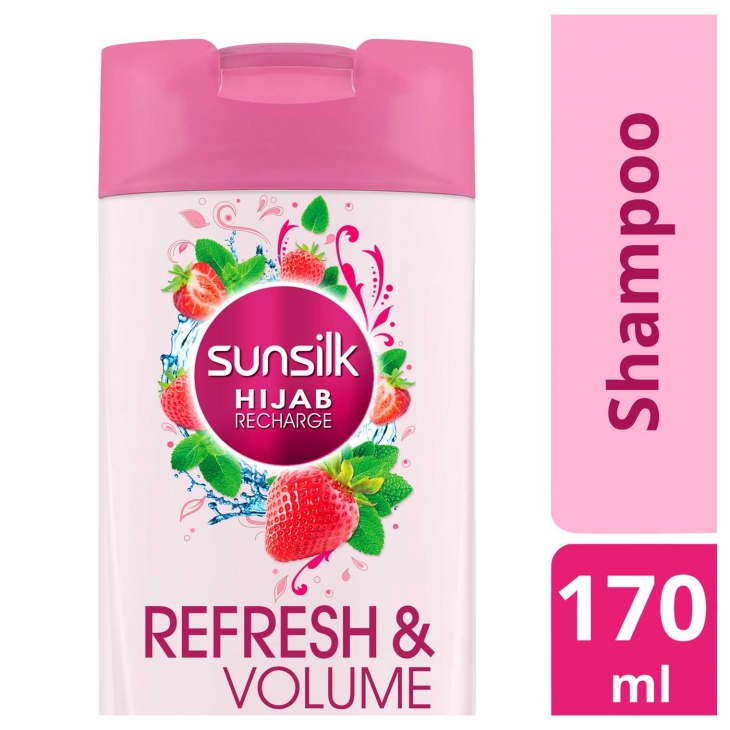 sunsilk
HIJAB
RECHARGE
REFRESH &
VOLUME
Shampoo
170
ml